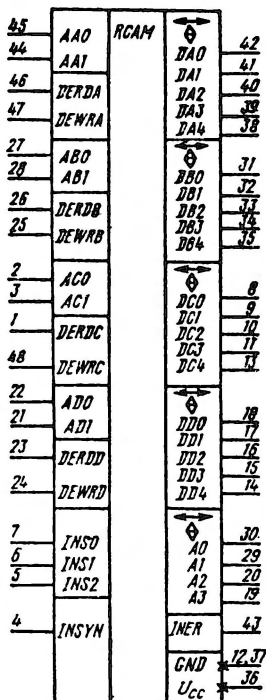 45 AA0 RCAM
44 AA1 DA0 42
DA1 41
46 DERDA DA2 40
DA3 39
47 DEWRA DA4 38
27 AB0
28 AB1 DB0 31
DB1 32
26 DERDB DB2 33
DB3 34
25 DEWRB DB4 35
2 AC0
3 AC1 DC0 8
DC1 9
1 DERDC DC2 10
DC3 11
48 DEWRC DC4 13
22 AD0
21 AD1 DD0 18
DD1 17
23 DERDD DD2 16
DD3 15
24 DEWRD DD4 14
7 INS0 A0 30
6 INS1 A1 29
5 INS2 A2 20
A3 19
4 INSYN INER 43
GND 12,37
Ucc 36